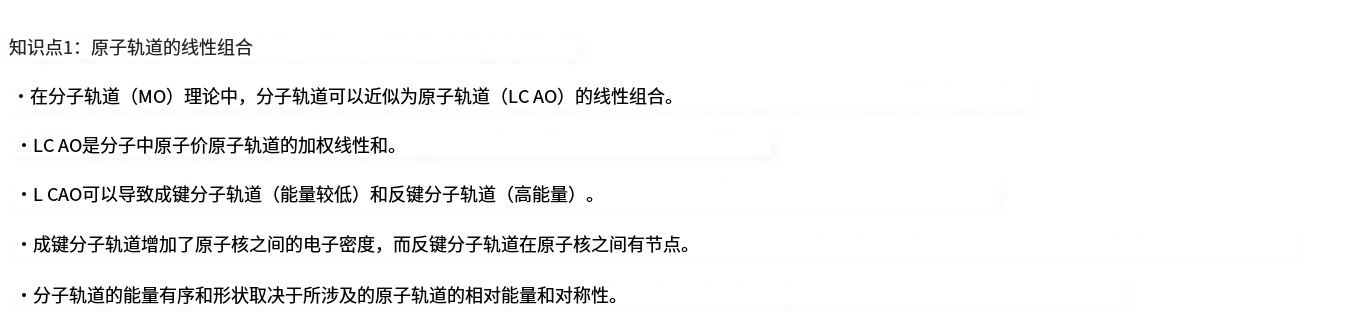 知识点1：原子轨道的线性组合
•在分子轨道（MO）理论中，分子轨道可以近似为原子轨道（LC AO）的线性组合。
•LC AO是分子中原子价原子轨道的加权线性和。
•L CAO可以导致成键分子轨道（能量较低）和反键分子轨道（高能量）。
•成键分子轨道增加了原子核之间的电子密度，而反键分子轨道在原子核之间有节点。
•分子轨道的能量有序和形状取决于所涉及的原子轨道的相对能量和对称性。